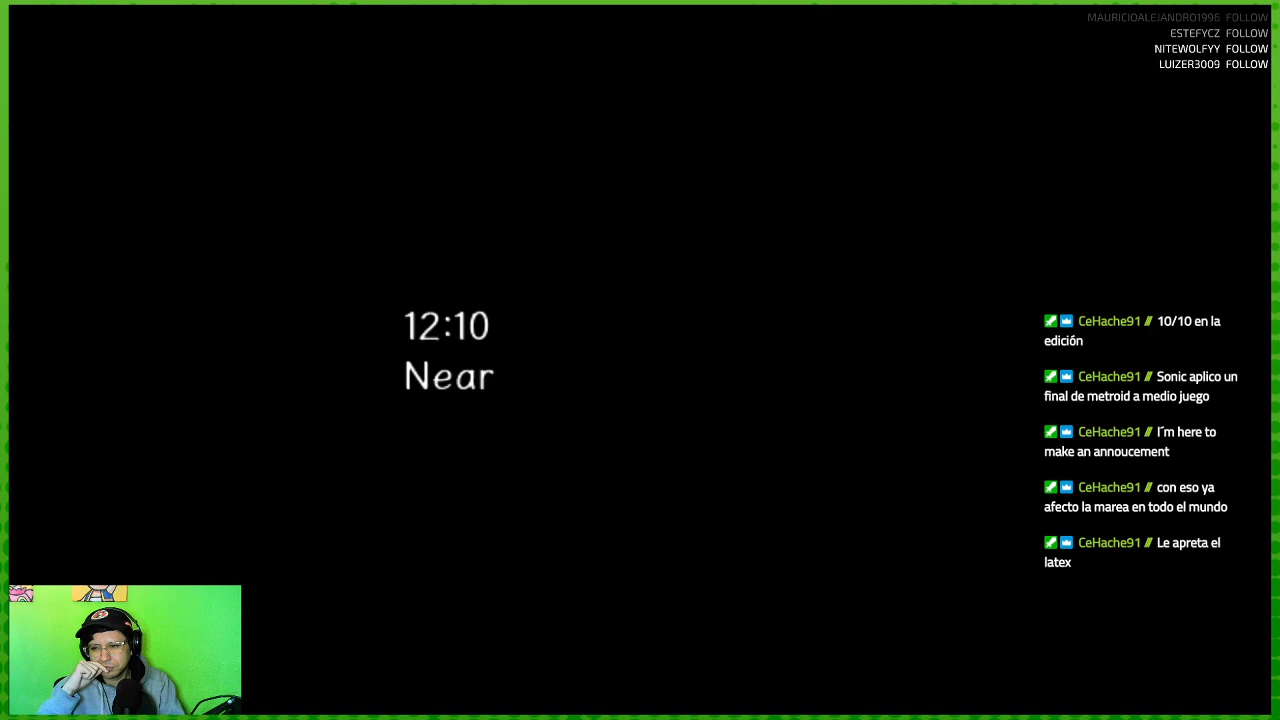 MAURICIOALEJANDRO1996 FOLLOW
ESTEFYCZ FOLLOW
NITEWOLFYY FOLLOW
LUIZER3009 FOLLOW
12:10
Near
CeHache91 // 10/10 en la
edición
CeHache91 // Sonic aplico un
final de metroid a medio juego
CeHache91 // I´m here to
make an annoucement
CeHache91 // con eso ya
afecto la marea en todo el mundo
CeHache91 // Le apreta el
latex